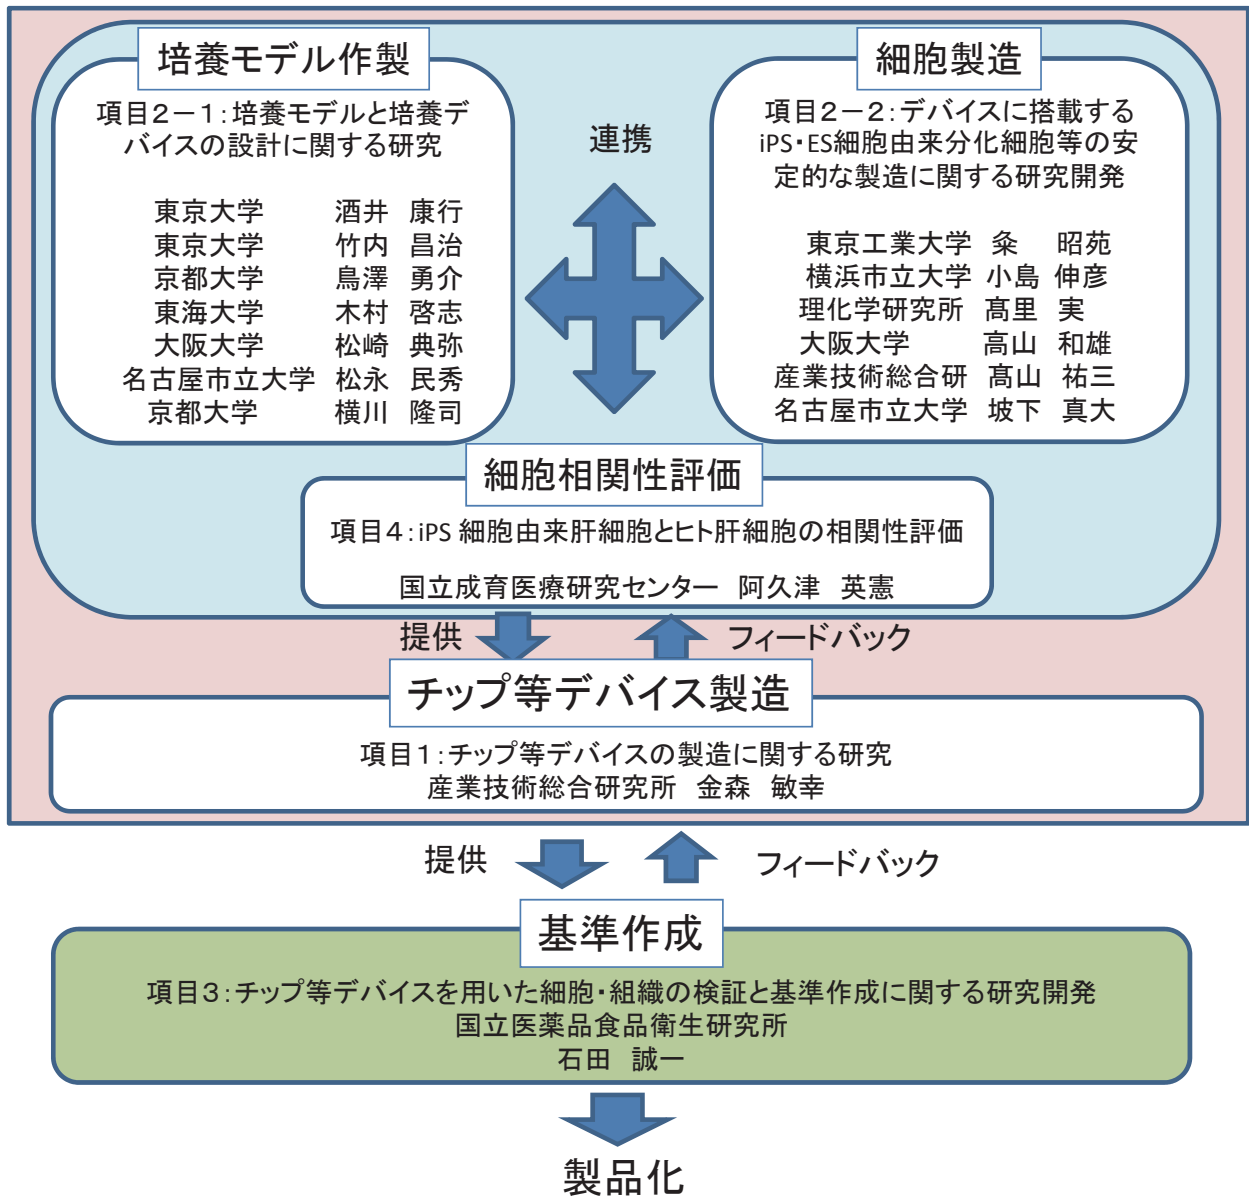 培養モデル作製
項目2－1：培養モデルと培養デ
バイスの設計に関する研究
東京大学　酒井　康行
東京大学　竹内　昌治
京都大学　鳥澤　勇介
東海大学　木村　啓志
大阪大学　松崎　典弥
名古屋市立大学　松永　民秀
京都大学　横川　隆司
連携
細胞製造
項目2－2：デバイスに搭載する
iPS・ES細胞由来分化細胞等の安
定的な製造に関する研究開発
東京工業大学　粂　昭苑
横浜市立大学　小島　伸彦
理化学研究所　髙里　実
大阪大学　高山　和雄
産業技術総合研　髙山　祐三
名古屋市立大学　坡下　真大
細胞相関性評価
項目4：iPS 細胞由来肝細胞とヒト肝細胞の相関性評価
国立成育医療研究センター　阿久津　英憲
提供
フィードバック
チップ等デバイス製造
項目1：チップ等デバイスの製造に関する研究
産業技術総合研究所　金森　敏幸
提供
フィードバック
基準作成
項目3：チップ等デバイスを用いた細胞・組織の検証と基準作成に関する研究開発
国立医薬品食品衛生研究所
石田　誠一
製品化